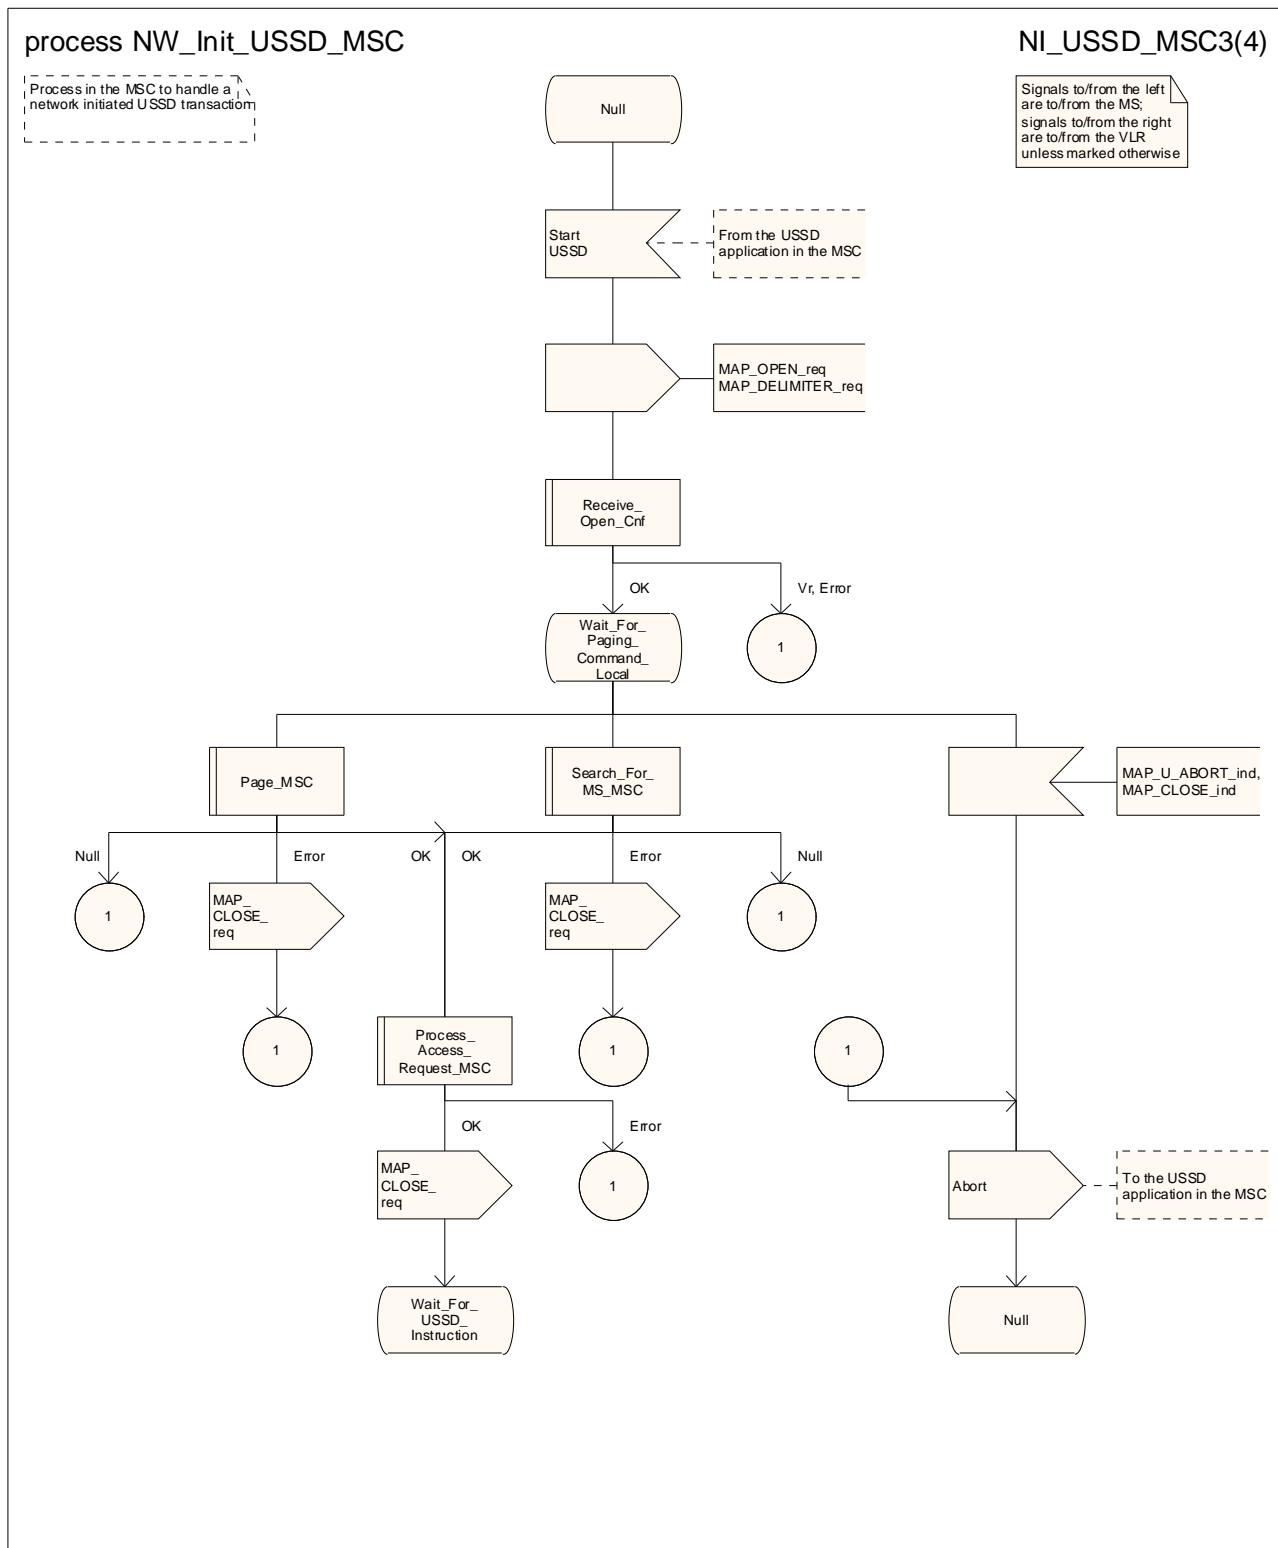 process NW_Init_USSD_MSC
NI_USSD_MSC3(4)
Process in the MSC to handle a
network initiated USSD transaction
Signals to/from the left
are to/from the MS;
signals to/from the right
are to/from the VLR
unless marked otherwise
Null
Start
USSD
From the USSD
application in the MSC
MAP_OPEN_req
MAP_DELIMITER_req
Receive_
Open_Cnf
OK
Vr, Error
Wait_For_
Paging_
Command_
Local
1
Page_MSC
Search_For_
MS_MSC
MAP_U_ABORT_ind,
MAP_CLOSE_ind
Null
Error
OK
OK
Error
Null
1
MAP_
CLOSE_
req
MAP_
CLOSE_
req
1
1
Process_
Access_
Request_MSC
1
1
OK
Error
MAP_
CLOSE_
req
1
Abort
To the USSD
application in the MSC
Wait_For_
USSD_
Instruction
Null